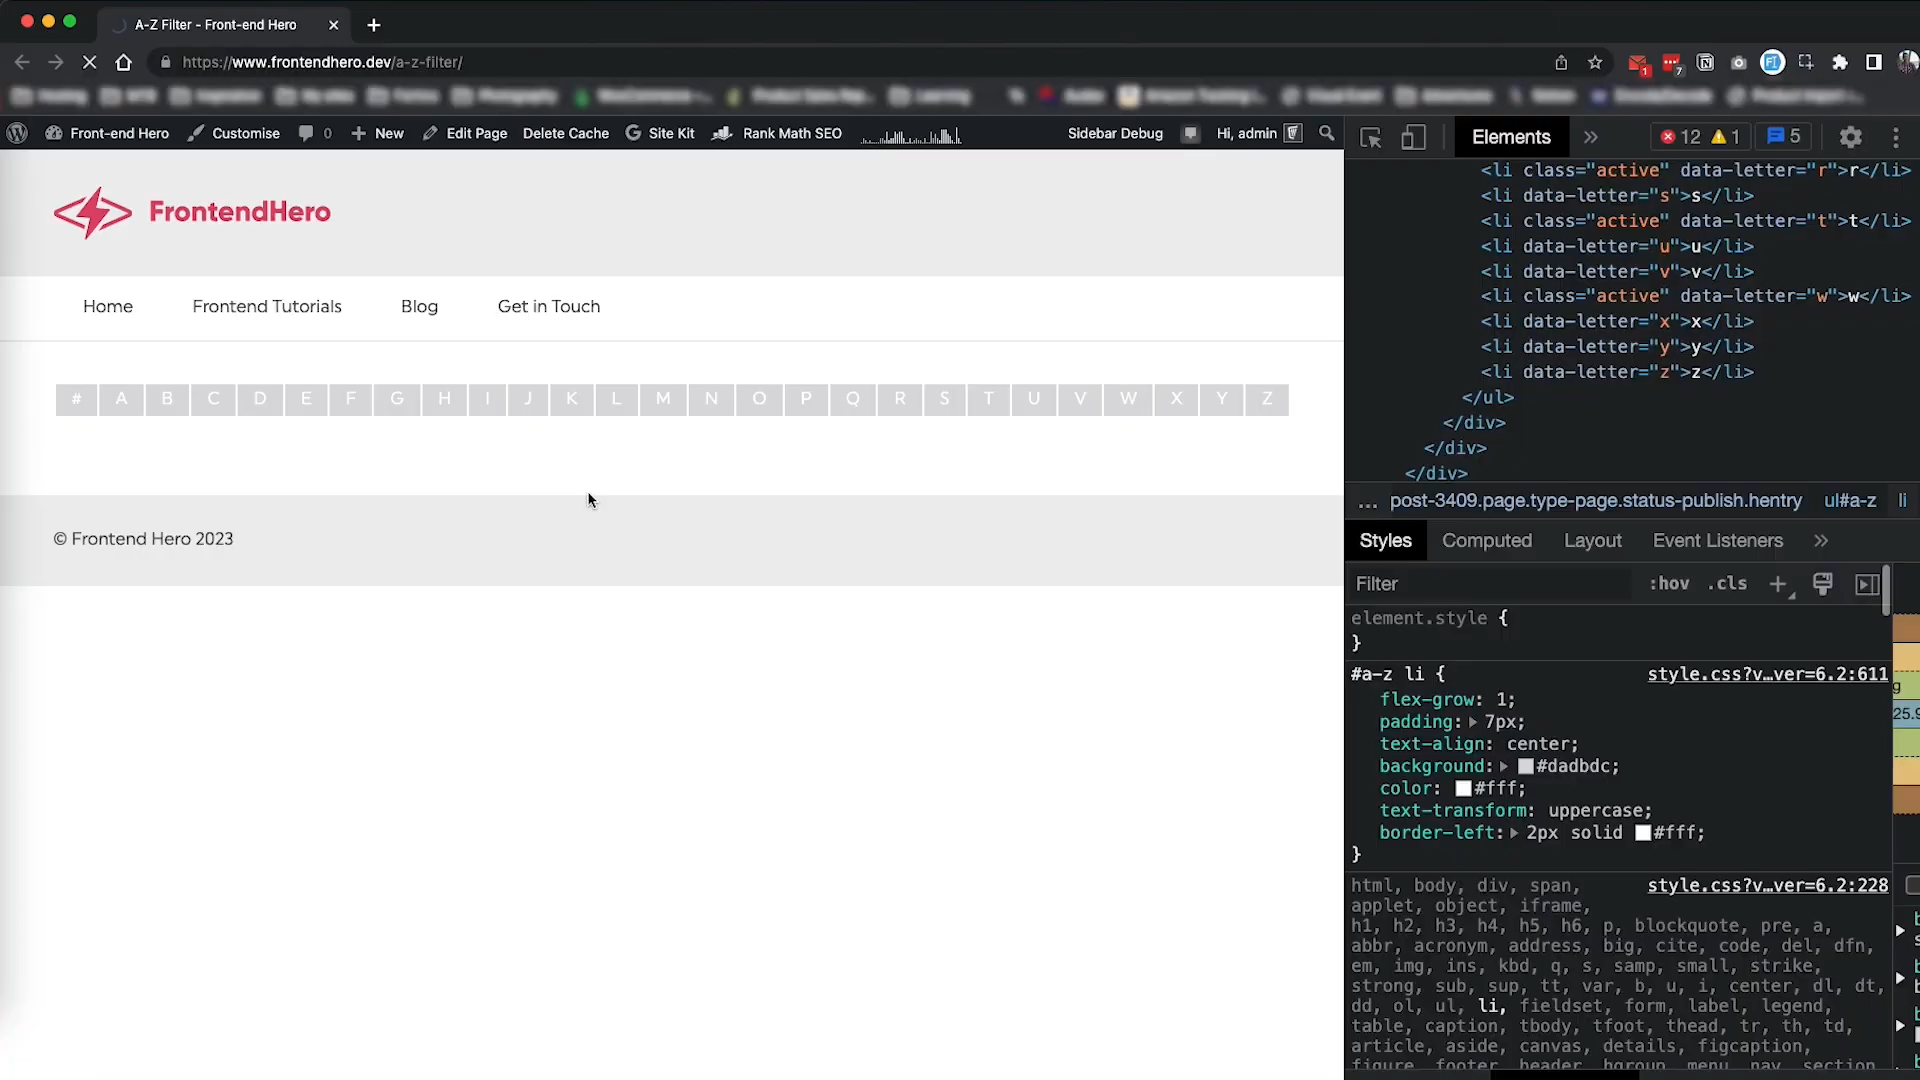 A-Z Filter - Front-end Hero
https://www.frontendhero.dev/a-z-filter/
1
7
Learning
Front-end Hero Customise 0 New Edit Page Delete Cache Site Kit Rank Math SEO Sidebar Debug Hi, admin
FrontendHero
Home Frontend Tutorials Blog Get in Touch
# A B C D E F G H I J K L M N O P Q R S T U V W X Y Z
© Frontend Hero 2023
Elements » 12 1 5
<li class="active" data-letter="r">r</li>
<li data-letter="s">s</li>
<li class="active" data-letter="t">t</li>
<li data-letter="u">u</li>
<li data-letter="v">v</li>
<li class="active" data-letter="w">w</li>
<li data-letter="x">x</li>
<li data-letter="y">y</li>
<li data-letter="z">z</li>
</ul>
</div>
</div>
</div>
... post-3409.page.type-page.status-publish.hentry ul#a-z li
Styles Computed Layout Event Listeners »
Filter :hov .cls +
element.style {
}
#a-z li { style.css?v…ver=6.2:611
flex-grow: 1;
padding: 7px;
text-align: center;
background: #dadbdc;
color: #fff;
text-transform: uppercase;
border-left: 2px solid #fff;
}
html, body, div, span, style.css?v…ver=6.2:228
applet, object, iframe,
h1, h2, h3, h4, h5, h6, p, blockquote, pre, a,
abbr, acronym, address, big, cite, code, del, dfn,
em, img, ins, kbd, q, s, samp, small, strike,
strong, sub, sup, tt, var, b, u, i, center, dl, dt,
dd, ol, ul, li, fieldset, form, label, legend,
table, caption, tbody, tfoot, thead, tr, th, td,
article, aside, canvas, details, figcaption,
figure, footer, header, hgroup, menu, nav, section,